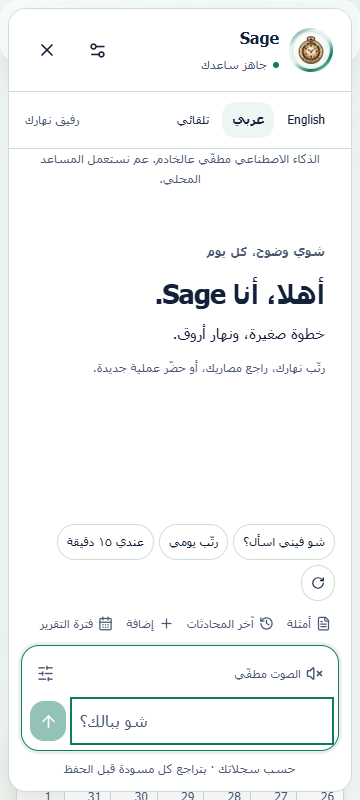 Sage
جاهز ساعدك
English عربي تلقائي رفيق نهارك
الذكاء الاصطناعي مطفّي عالخادم، عم نستعمل المساعد
المحلي.
شوي وضوح، كل يوم
أهلا، أنا Sage.
خطوة صغيرة، ونهار أروق.
رتّب نهارك، راجع مصاريك، أو حضّر عملية جديدة.
شو فيني اسأل؟ رتّب يومي عندي ١٥ دقيقة
أمثلة آخر المحادثات إضافة فترة التقرير
الصوت مطفّي
شو ببالك؟
حسب سجلاتك · بتراجع كل مسودة قبل الحفظ
26 27 28 29 30 31 1